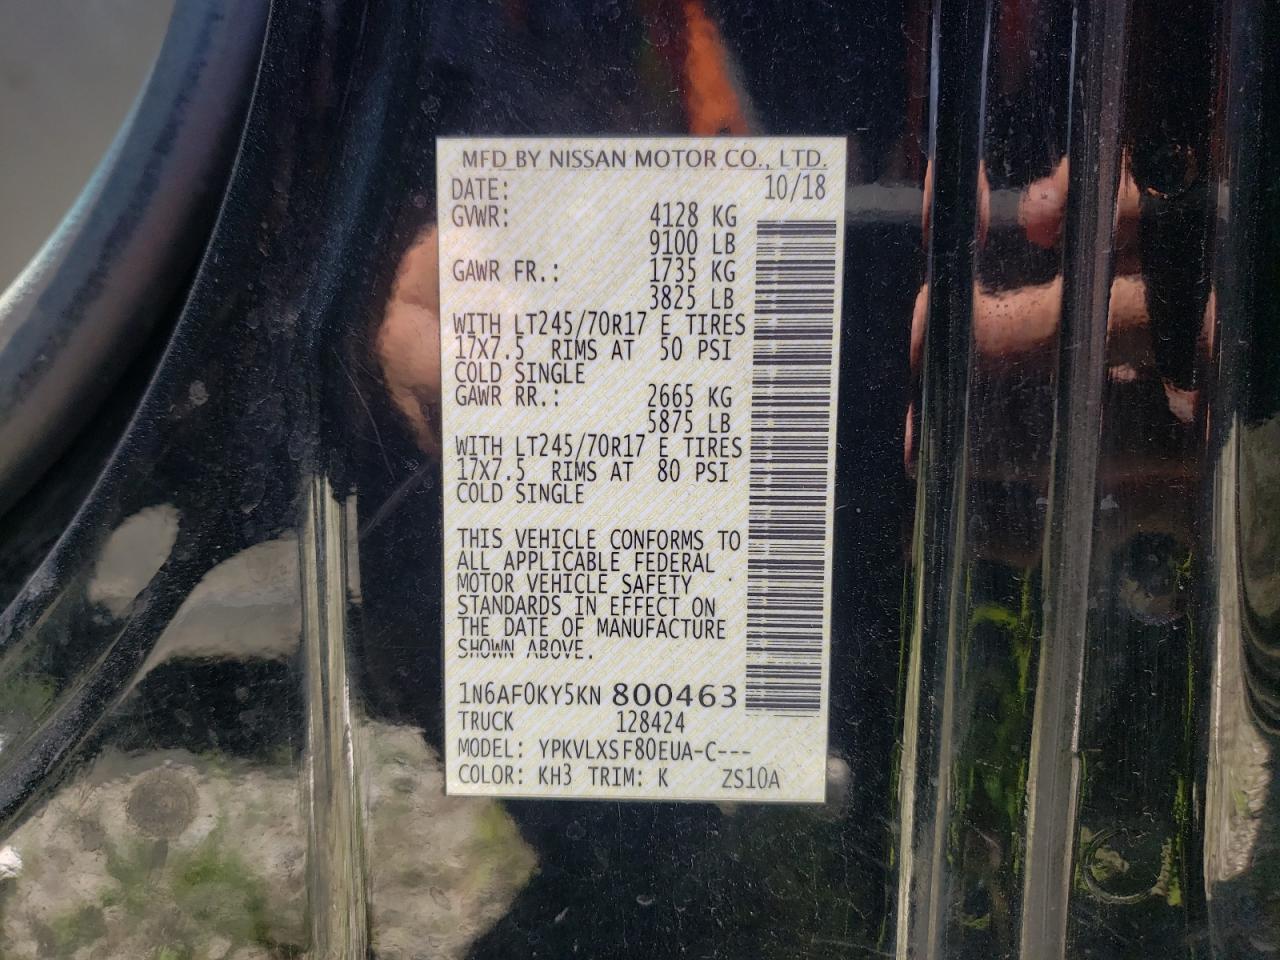 MFD BY NISSAN MOTOR CO., LTD.
DATE: 10/18
GVWR: 4128 KG
9100 LB
GAWR FR.: 1735 KG
3825 LB
WITH LT245/70R17 E TIRES
17X7.5 RIMS AT 50 PSI
COLD SINGLE
GAWR RR.: 2665 KG
5875 LB
WITH LT245/70R17 E TIRES
17X7.5 RIMS AT 80 PSI
COLD SINGLE
THIS VEHICLE CONFORMS TO
ALL APPLICABLE FEDERAL
MOTOR VEHICLE SAFETY
STANDARDS IN EFFECT ON
THE DATE OF MANUFACTURE
SHOWN ABOVE.
1N6AF0KY5KN 800463
TRUCK 128424
MODEL: YPKVLXSF80EUA-C---
COLOR: KH3 TRIM: K ZS10A